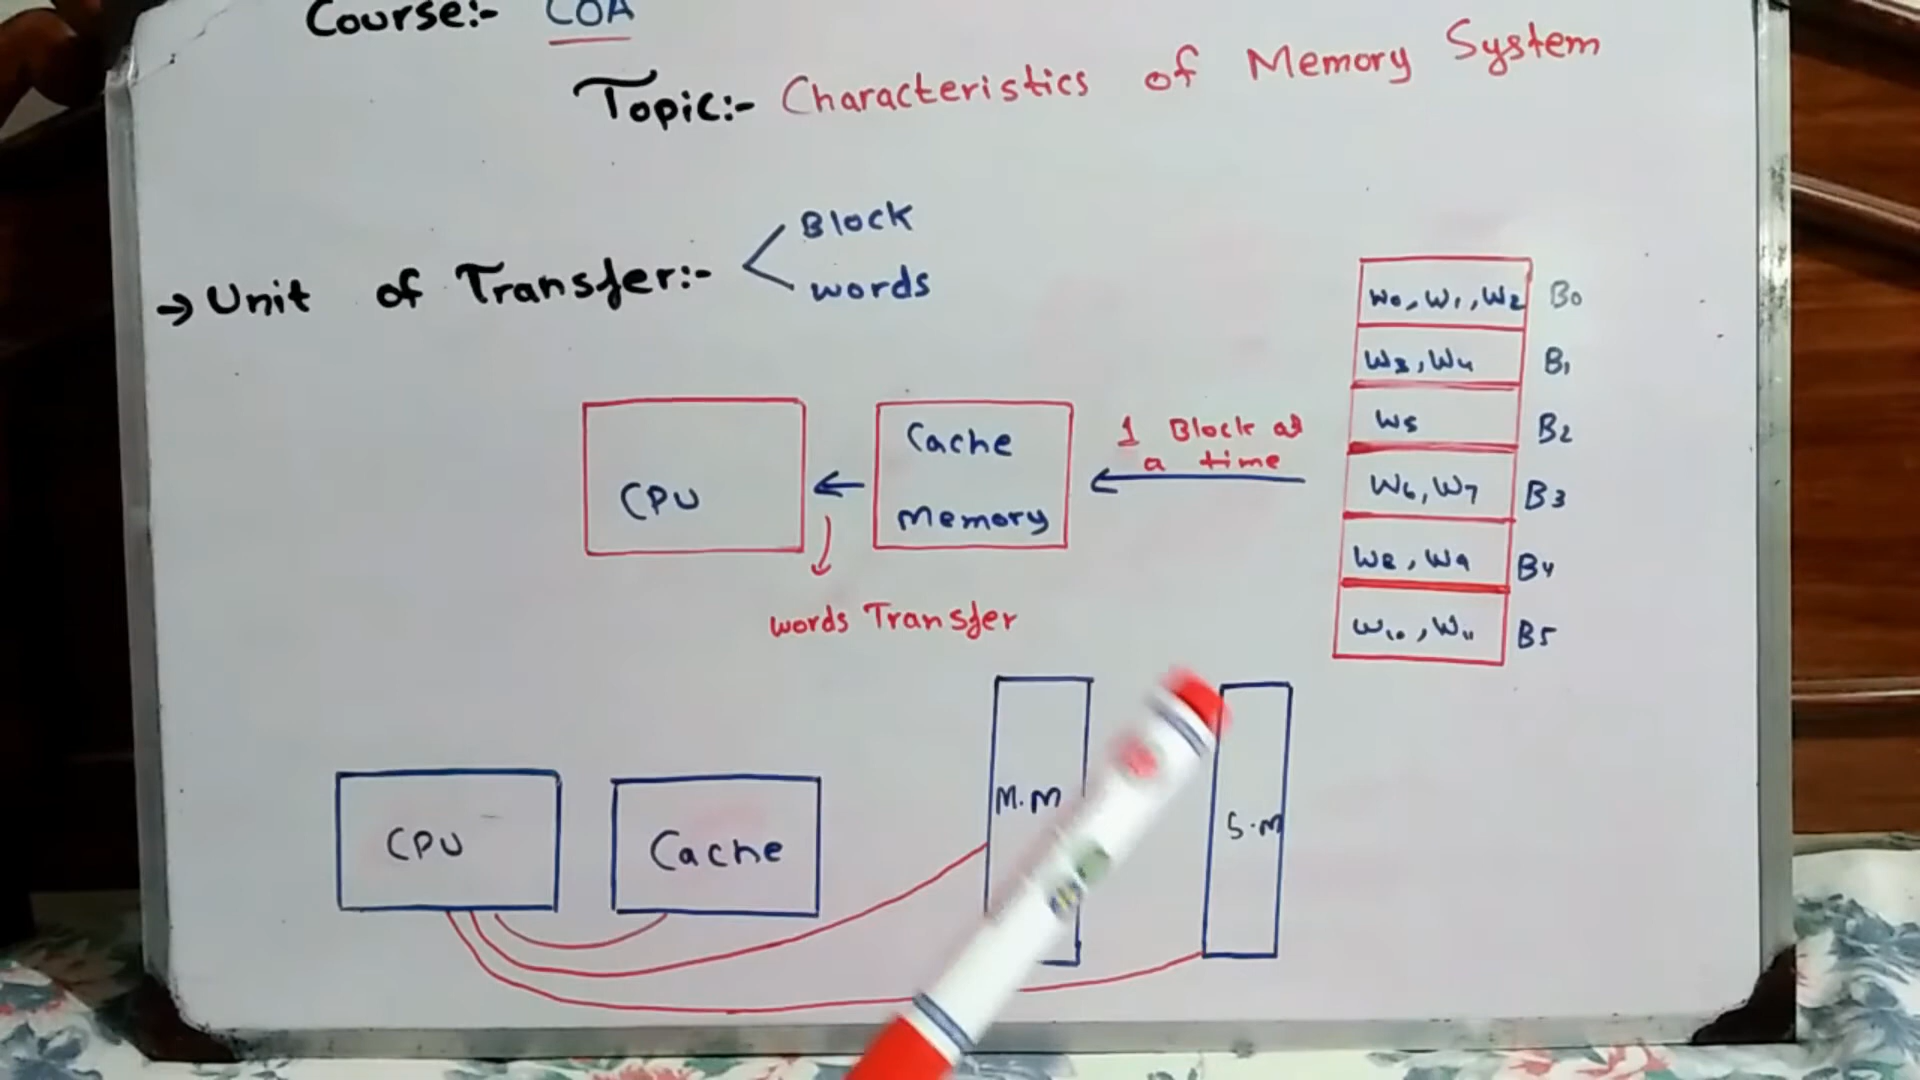 Course:- COA
Topic:- Characteristics of Memory System
→ Unit of Transfer:- Block
words
W0, W1, W2 B0
W3, W4 B1
W5 B2
W6, W7 B3
W8, W9 B4
W10, W11 B5
1 Block at
a time
CPU
Cache
Memory
words Transfer
CPU
Cache
M.M
S.M